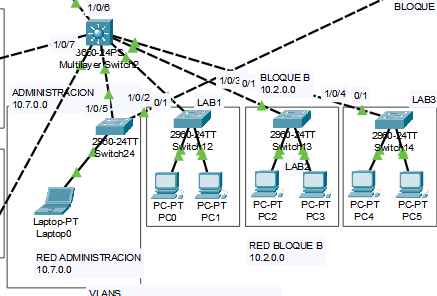 1/0/6
BLOQUE
1/0/7
3650-24PS
Multilayer Switch2
ADMINISTRACION
10.7.0.0
1/0/5
1/0/2
0/1
LAB1
1/0/3
0/1
BLOQUE B
10.2.0.0
1/0/4
0/1
LAB3
2960-24TT
Switch24
2960-24TT
Switch12
2960-24TT
Switch13
2960-24TT
Switch14
LAB2
PC-PT
PC0
PC-PT
PC1
PC-PT
PC2
PC-PT
PC3
PC-PT
PC4
PC-PT
PC5
Laptop-PT
Laptop0
RED ADMINISTRACION
10.7.0.0
RED BLOQUE B
10.2.0.0
VLANS